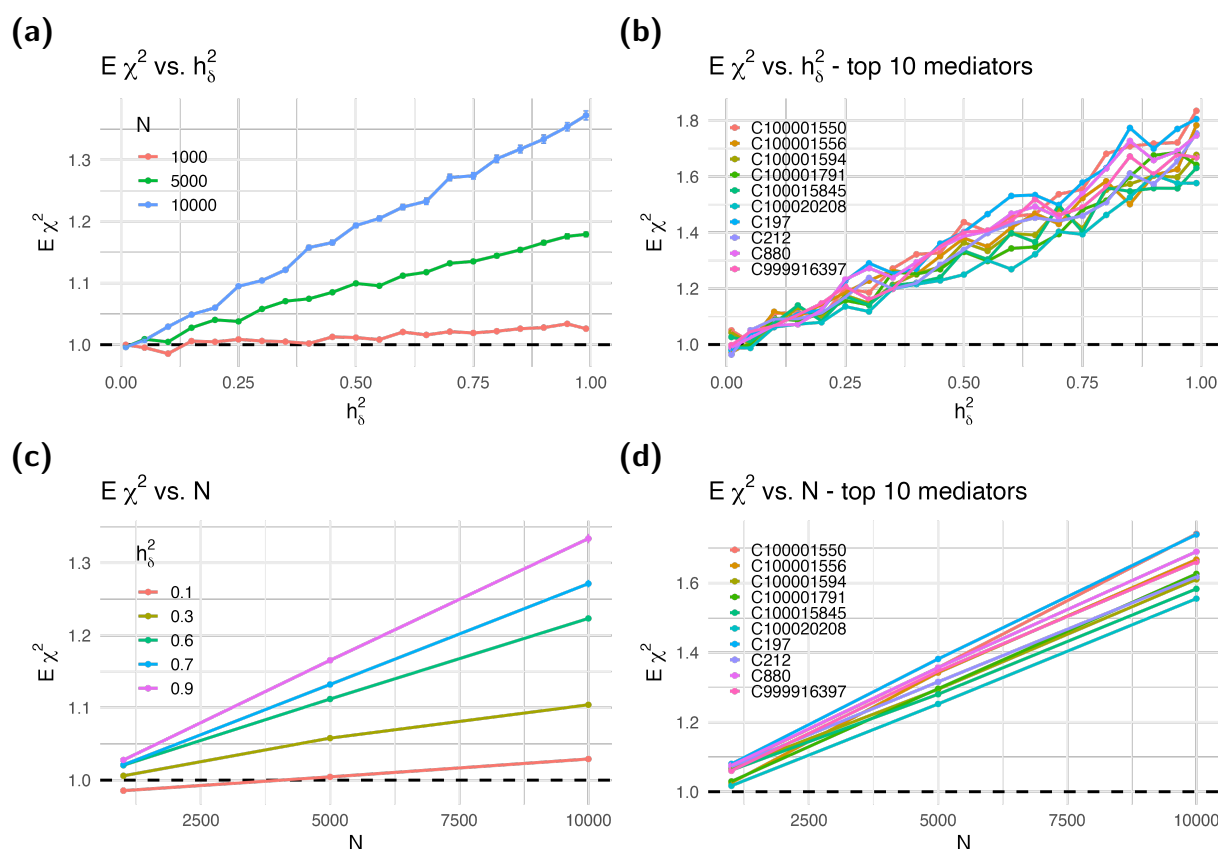 (a)
E χ² vs. h²δ
N
1000
5000
10000
1.3
1.2
1.1
1.0
E χ²
0.00 0.25 0.50 0.75 1.00
h²δ
(b)
E χ² vs. h²δ - top 10 mediators
C100001550
C100001556
C100001594
C100001791
C100015845
C100020208
C197
C212
C880
C999916397
1.8
1.6
1.4
1.2
1.0
E χ²
0.00 0.25 0.50 0.75 1.00
h²δ
(c)
E χ² vs. N
h²δ
0.1
0.3
0.6
0.7
0.9
1.3
1.2
1.1
1.0
E χ²
2500 5000 7500 10000
N
(d)
E χ² vs. N - top 10 mediators
C100001550
C100001556
C100001594
C100001791
C100015845
C100020208
C197
C212
C880
C999916397
1.6
1.4
1.2
1.0
E χ²
2500 5000 7500 10000
N